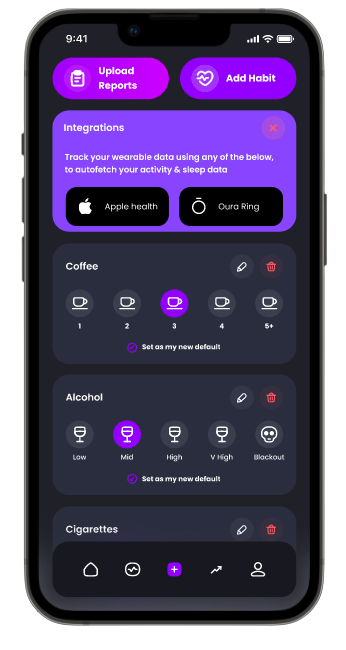 9:41
Upload
Reports
Add Habit
Integrations
Track your wearable data using any of the below,
to autofetch your activity & sleep data
Apple health
Oura Ring
Coffee
1 2 3 4 5+
Set as my new default
Alcohol
Low Mid High V High Blackout
Set as my new default
Cigarettes